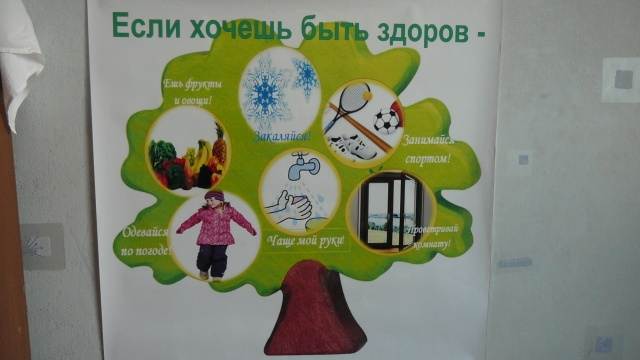 Если хочешь быть здоров -
Ешь фрукты
и овощи!
Закаляйся!
Занимайся
спортом!
Одевайся
по погоде!
Чаще мой руки!
Проветривай
комнату!